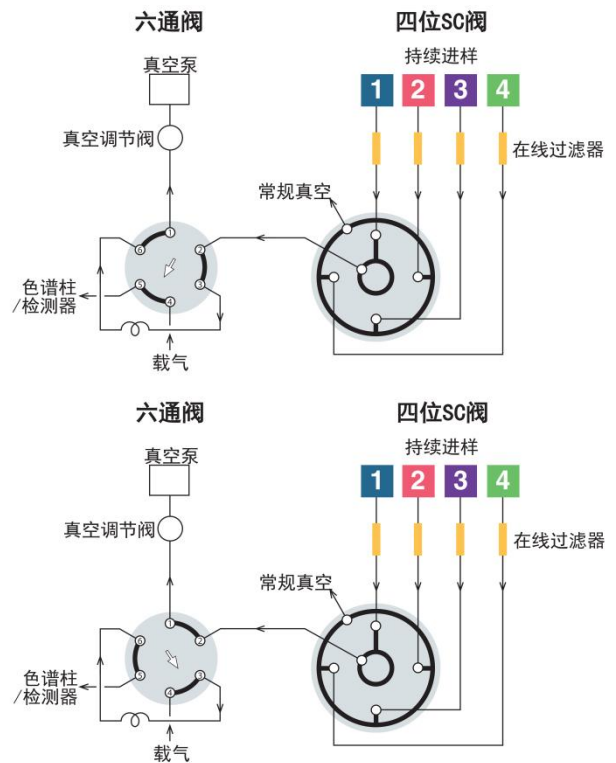 六通阀
四位SC阀
真空泵
持续进样
1 2 3 4
真空调节阀
在线过滤器
常规真空
1
2
3
4
5
6
色谱柱
/检测器
载气
六通阀
四位SC阀
真空泵
持续进样
1 2 3 4
真空调节阀
在线过滤器
常规真空
1
2
3
4
5
6
色谱柱
/检测器
载气